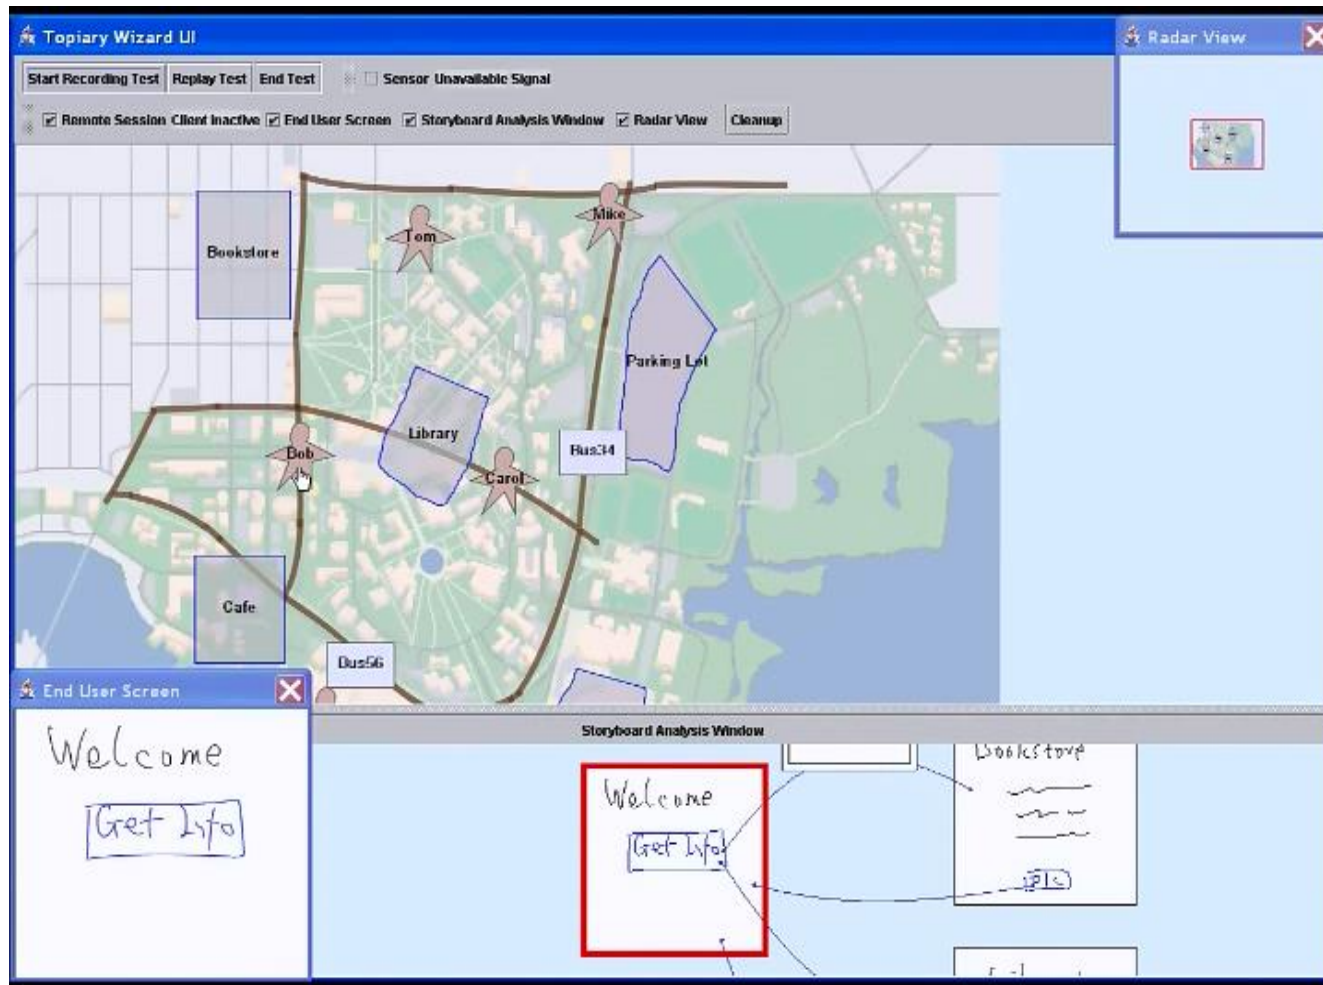 Topiary Wizard UI
Radar View
Start Recording Test Replay Test End Test Sensor Unavailable Signal
Remote Session Client Inactive End User Screen Storyboard Analysis Window Radar View Cleanup
Mike
Tom
Bookstore
Parking Lot
Library
Bus34
Bob
Carol
Cafe
Bus56
End User Screen
Storyboard Analysis Window
Welcome
Get Info
Bookstore
Welcome
Get Info